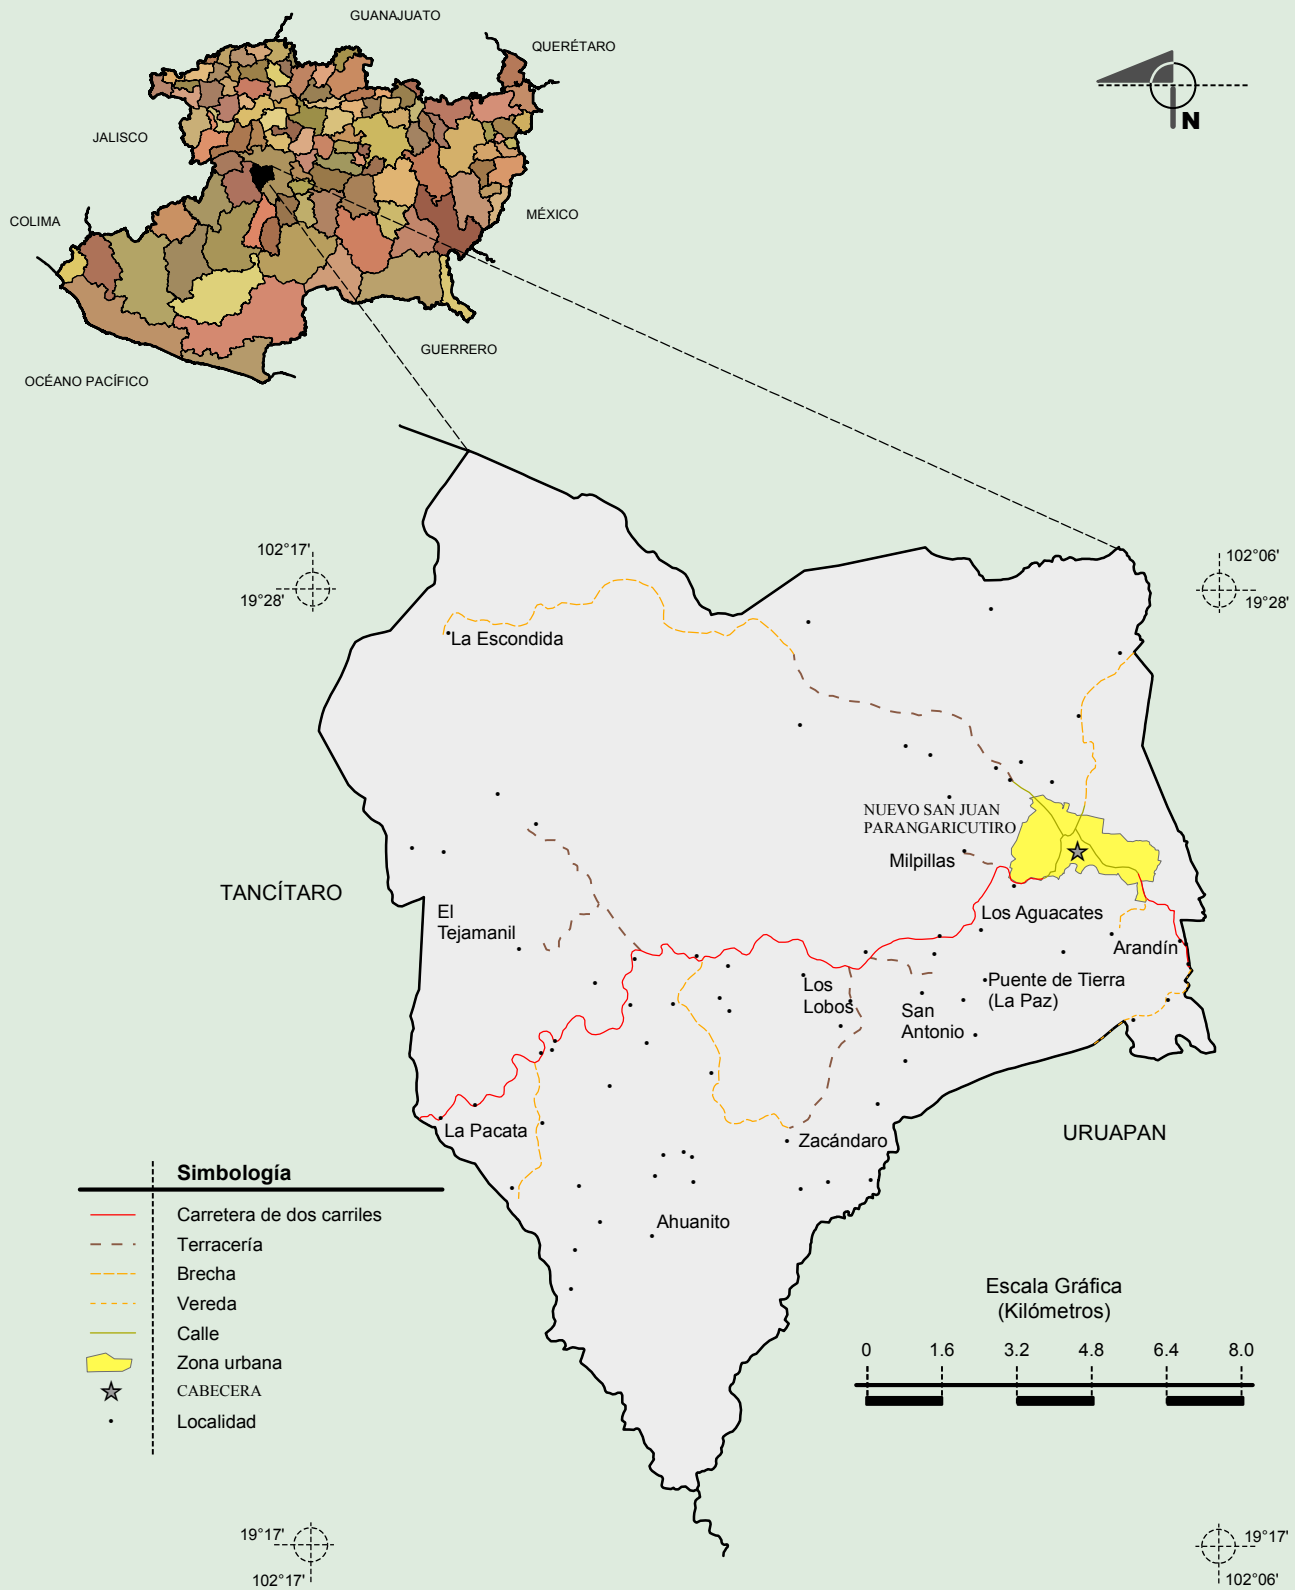 GUANAJUATO
QUERÉTARO
JALISCO
N
COLIMA
MÉXICO
GUERRERO
OCÉANO PACÍFICO
102°17'
19°28'
102°06'
19°28'
La Escondida
NUEVO SAN JUAN
PARANGARICUTIRO
Milpillas
TANCÍTARO
El
Tejamanil
Los Aguacates
Arandín
Los
Lobos
San
Antonio
Puente de Tierra
(La Paz)
La Pacata
Zacándaro
URUAPAN
Ahuanito
Simbología
Carretera de dos carriles
Terracería
Brecha
Vereda
Calle
Zona urbana
CABECERA
Localidad
Escala Gráfica
(Kilómetros)
0 1.6 3.2 4.8 6.4 8.0
19°17'
102°17'
19°17'
102°06'